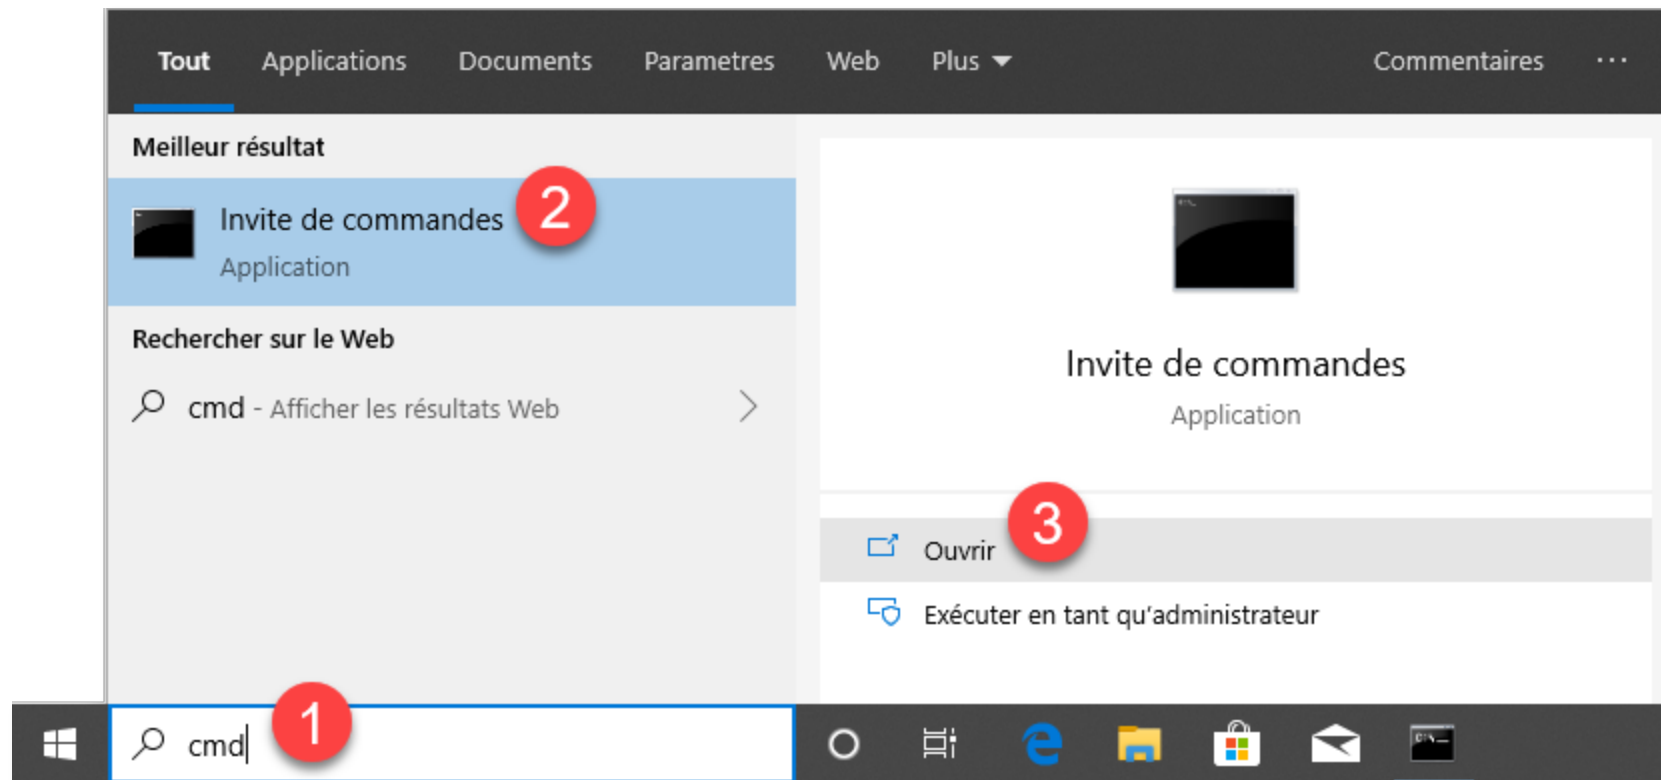 Tout Applications Documents Parametres Web Plus Commentaires ...
Meilleur résultat
Invite de commandes 2
Application
Rechercher sur le Web
cmd - Afficher les résultats Web
Invite de commandes
Application
Ouvrir 3
Exécuter en tant qu'administrateur
cmd 1